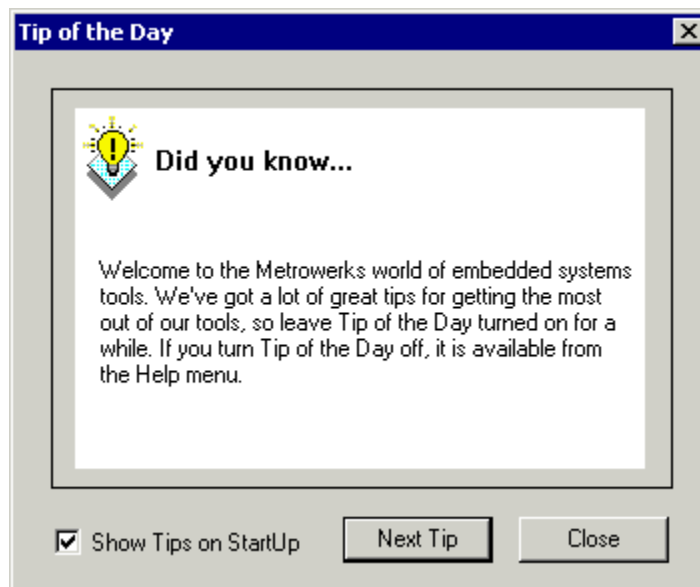 Tip of the Day
Did you know...
Welcome to the Metrowerks world of embedded systems
tools. We've got a lot of great tips for getting the most
out of our tools, so leave Tip of the Day turned on for a
while. If you turn Tip of the Day off, it is available from
the Help menu.
Show Tips on StartUp
Next Tip
Close